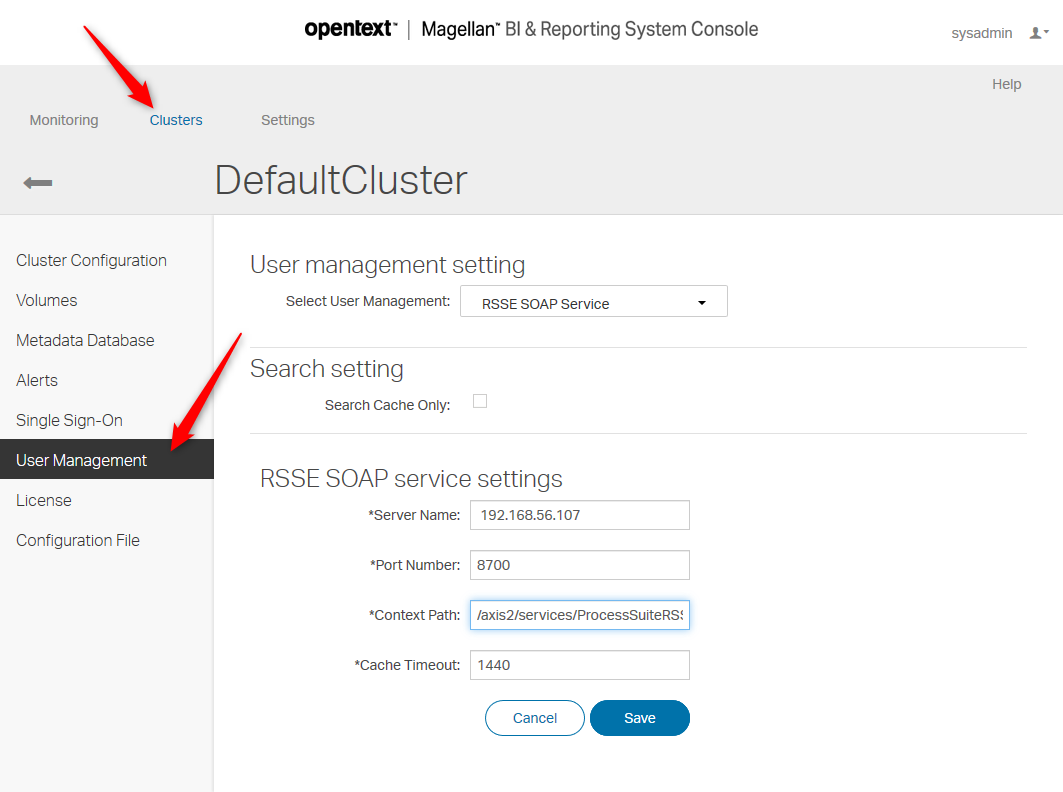 opentext™ | Magellan™ BI & Reporting System Console
sysadmin
Help
Monitoring Clusters Settings
DefaultCluster
Cluster Configuration
Volumes
Metadata Database
Alerts
Single Sign-On
User Management
License
Configuration File
User management setting
Select User Management: RSSE SOAP Service
Search setting
Search Cache Only:
RSSE SOAP service settings
*Server Name: 192.168.56.107
*Port Number: 8700
*Context Path: /axis2/services/ProcessSuiteRSS
*Cache Timeout: 1440
Cancel Save